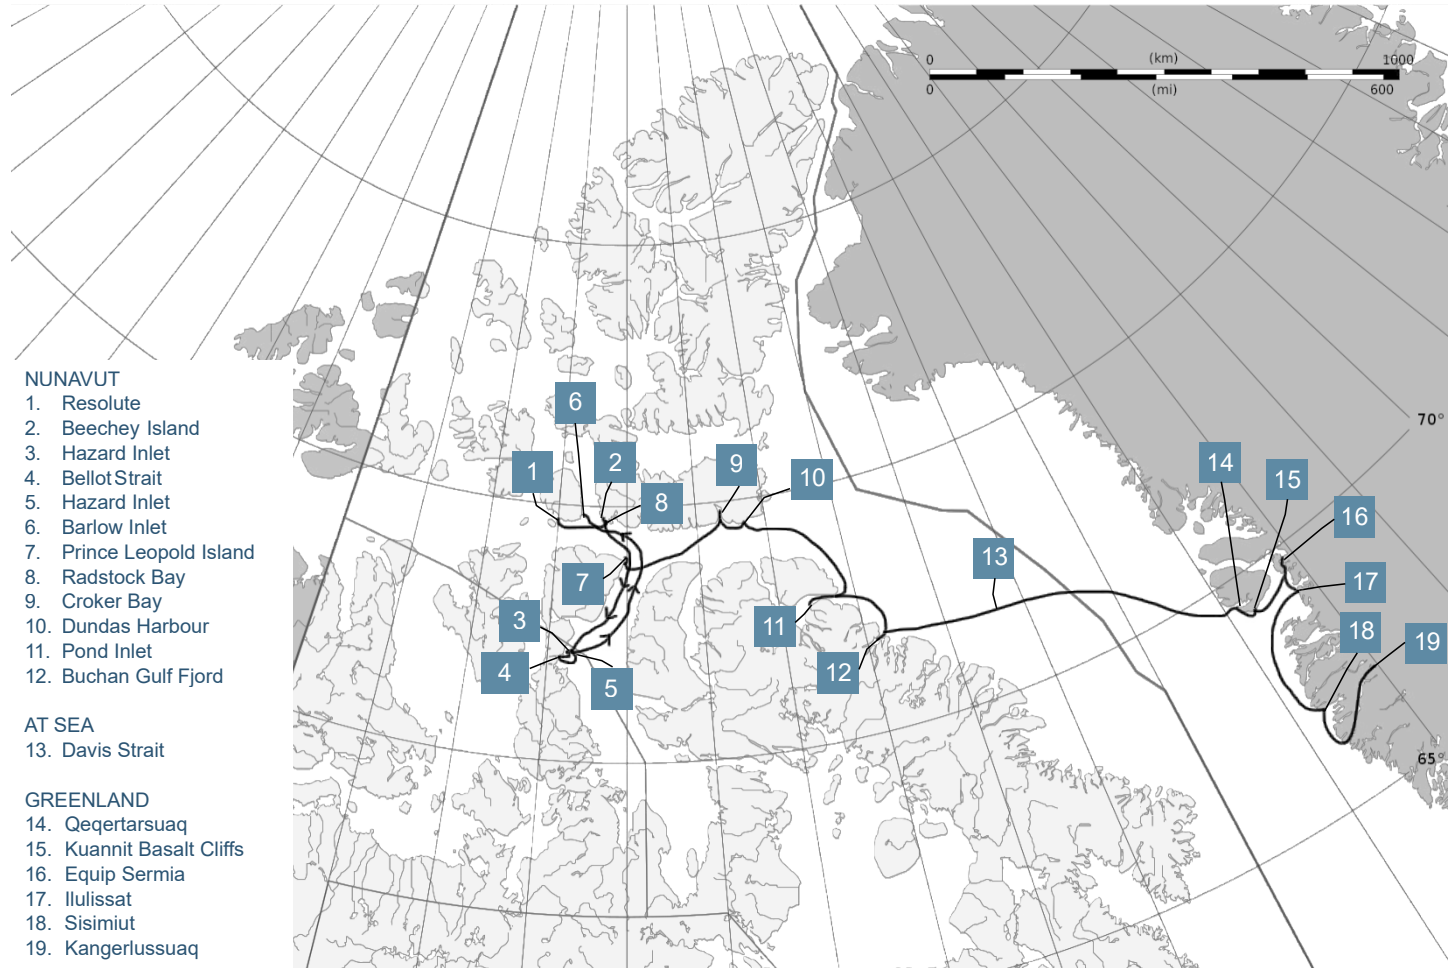 0 (km) 1000
0 (mi) 600
70°
6
1
2
9
10
8
14
15
16
13
7
17
3
11
18
19
4
5
12
65°
NUNAVUT
1. Resolute
2. Beechey Island
3. Hazard Inlet
4. Bellot Strait
5. Hazard Inlet
6. Barlow Inlet
7. Prince Leopold Island
8. Radstock Bay
9. Croker Bay
10. Dundas Harbour
11. Pond Inlet
12. Buchan Gulf Fjord
AT SEA
13. Davis Strait
GREENLAND
14. Qeqertarsuaq
15. Kuannit Basalt Cliffs
16. Equip Sermia
17. Ilulissat
18. Sisimiut
19. Kangerlussuaq